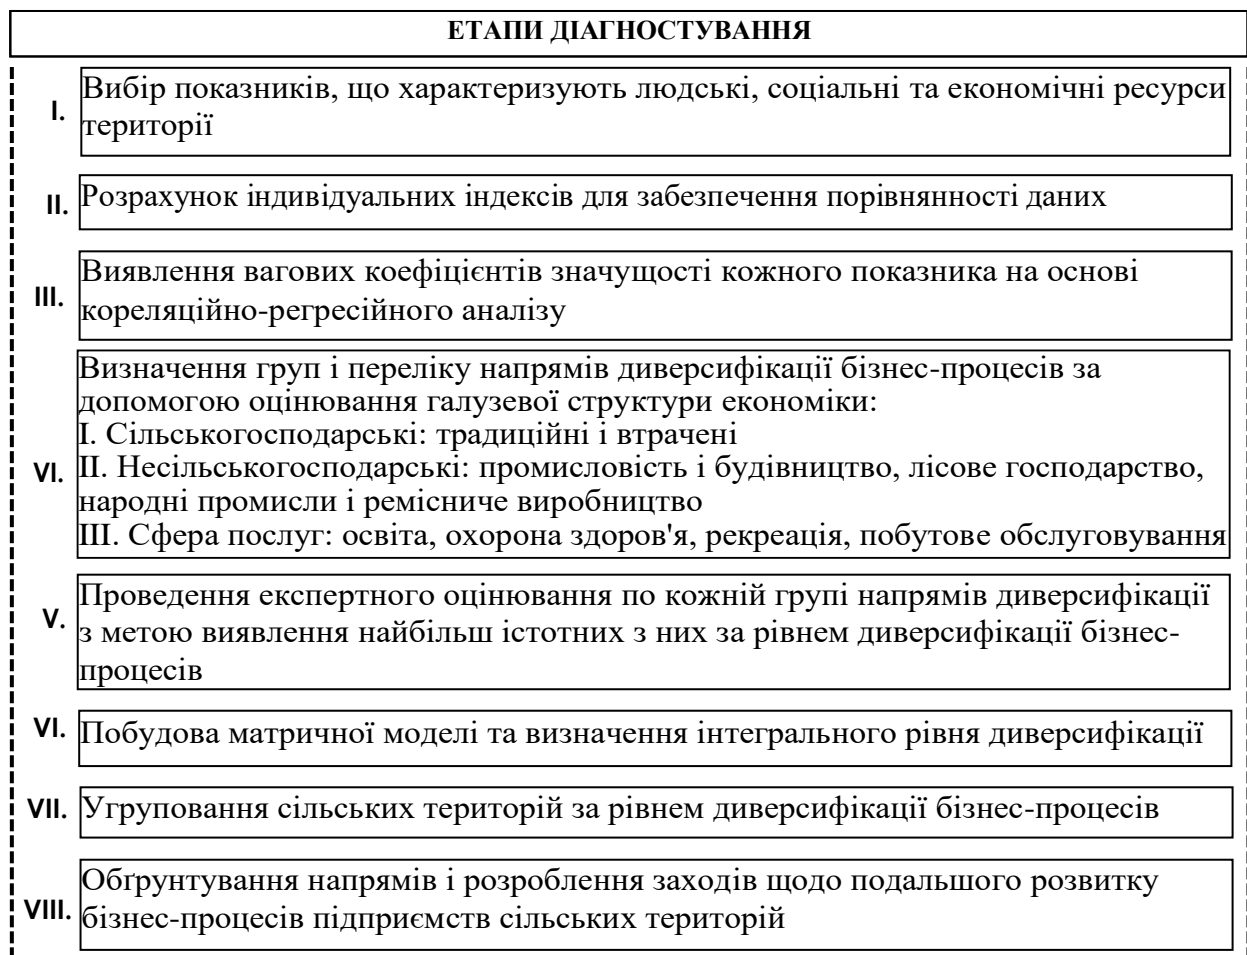 ЕТАПИ ДІАГНОСТУВАННЯ
I. Вибір показників, що характеризують людські, соціальні та економічні ресурси
території
II. Розрахунок індивідуальних індексів для забезпечення порівнянності даних
III. Виявлення вагових коефіцієнтів значущості кожного показника на основі
кореляційно-регресійного аналізу
VI. Визначення груп і переліку напрямів диверсифікації бізнес-процесів за
допомогою оцінювання галузевої структури економіки:
І. Сільськогосподарські: традиційні і втрачені
ІІ. Несільськогосподарські: промисловість і будівництво, лісове господарство,
народні промисли і ремісниче виробництво
ІІІ. Сфера послуг: освіта, охорона здоров'я, рекреація, побутове обслуговування
V. Проведення експертного оцінювання по кожній групі напрямів диверсифікації
з метою виявлення найбільш істотних з них за рівнем диверсифікації бізнес-
процесів
VI. Побудова матричної моделі та визначення інтегрального рівня диверсифікації
VII. Угруповання сільських територій за рівнем диверсифікації бізнес-процесів
VIII. Обґрунтування напрямів і розроблення заходів щодо подальшого розвитку
бізнес-процесів підприємств сільських територій